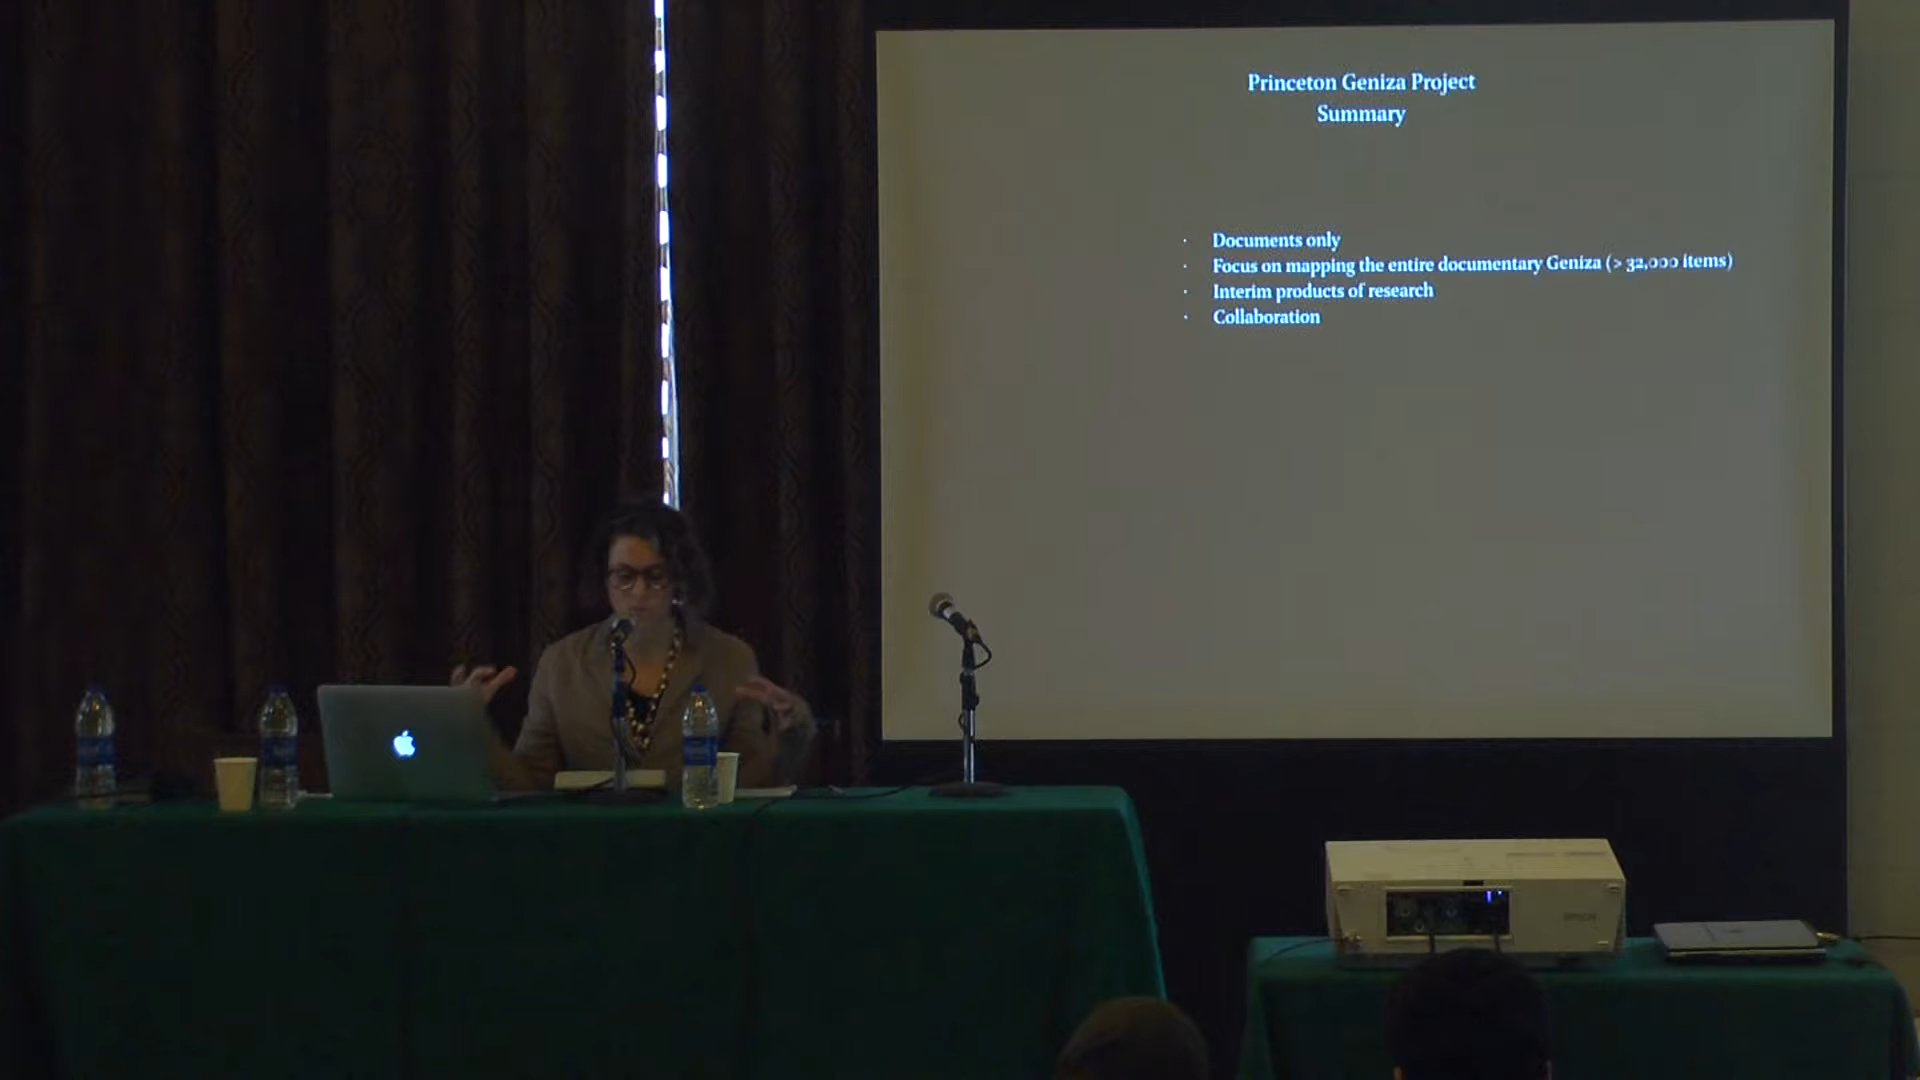 Princeton Geniza Project
Summary
· Documents only
· Focus on mapping the entire documentary Geniza (> 32,000 items)
· Interim products of research
· Collaboration
EPSON